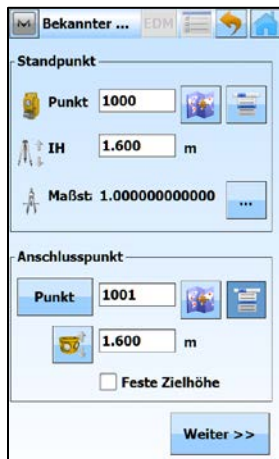 Bekannter ... EDM
Standpunkt
Punkt 1000
IH 1.600 m
Maßst: 1.000000000000 ...
Anschlusspunkt
Punkt 1001
1.600 m
Feste Zielhöhe
Weiter >>